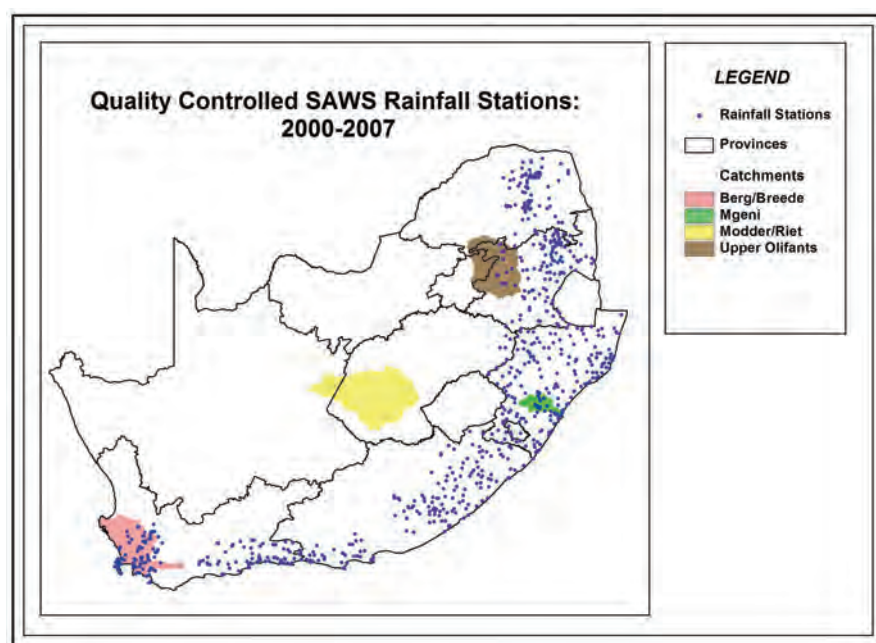 Quality Controlled SAWS Rainfall Stations:
2000-2007
LEGEND
Rainfall Stations
Provinces
Catchments
Berg/Breede
Mgeni
Modder/Riet
Upper Olifants